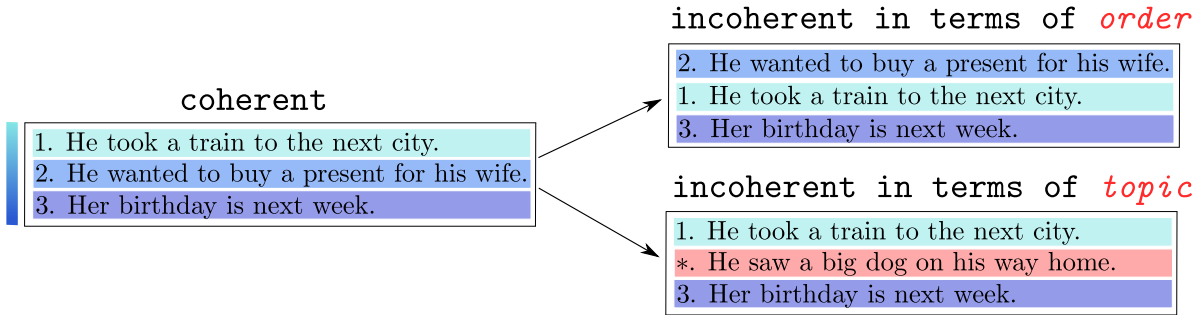 coherent
1. He took a train to the next city.
2. He wanted to buy a present for his wife.
3. Her birthday is next week.
incoherent in terms of order
2. He wanted to buy a present for his wife.
1. He took a train to the next city.
3. Her birthday is next week.
incoherent in terms of topic
1. He took a train to the next city.
*. He saw a big dog on his way home.
3. Her birthday is next week.